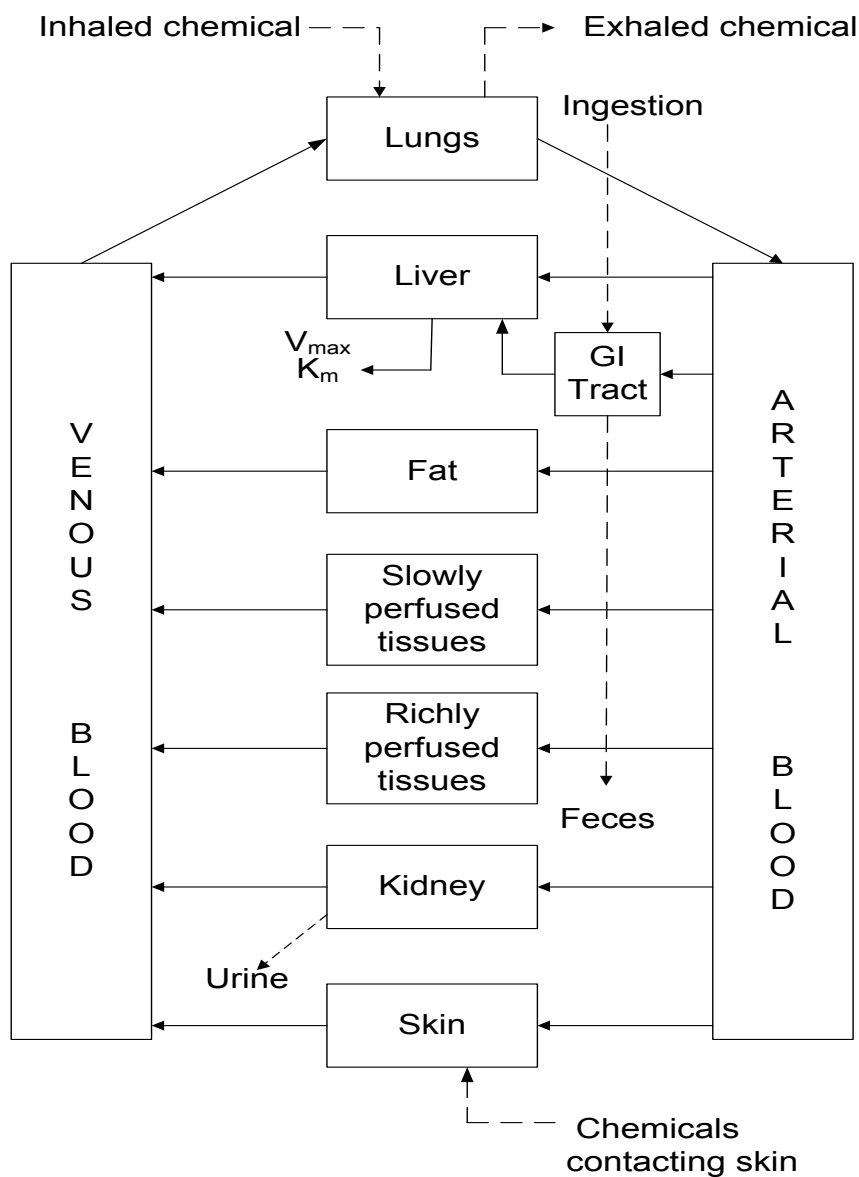 Inhaled chemical
Exhaled chemical
Ingestion
Lungs
Liver
Vmax
Km
GI
Tract
VENOUS BLOOD
ARTERIAL BLOOD
Fat
Slowly
perfused
tissues
Richly
perfused
tissues
Feces
Kidney
Urine
Skin
Chemicals
contacting skin